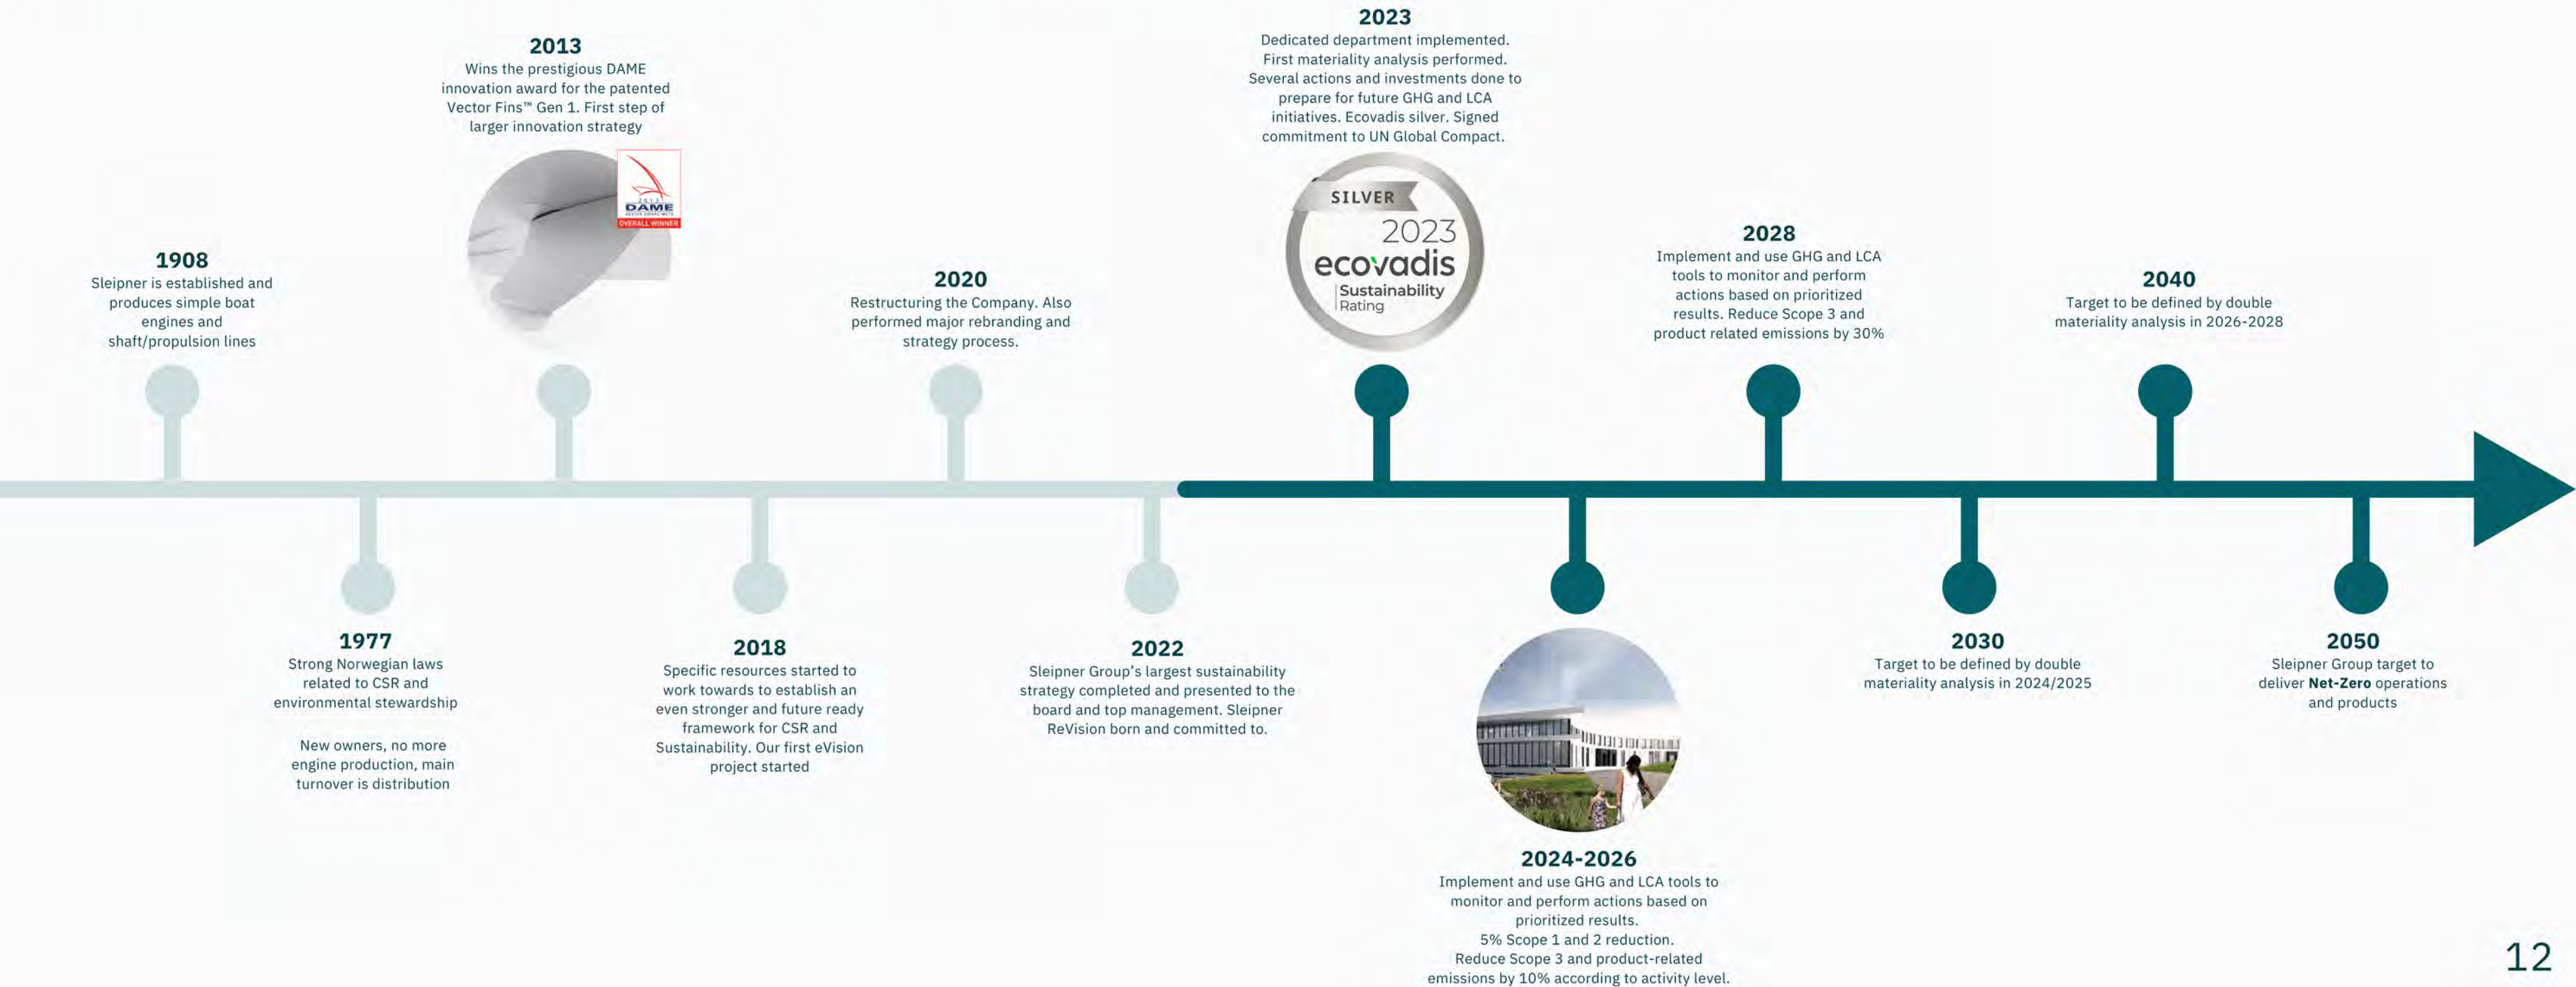 1908
Sleipner is established and
produces simple boat
engines and
shaft/propulsion lines
1977
Strong Norwegian laws
related to CSR and
environmental stewardship
New owners, no more
engine production, main
turnover is distribution
2013
Wins the prestigious DAME
innovation award for the patented
Vector Fins™ Gen 1. First step of
larger innovation strategy
2013
DAME
DESIGN AWARD METS
OVERALL WINNER
2018
Specific resources started to
work towards to establish an
even stronger and future ready
framework for CSR and
Sustainability. Our first eVision
project started
2020
Restructuring the Company. Also
performed major rebranding and
strategy process.
2022
Sleipner Group's largest sustainability
strategy completed and presented to the
board and top management. Sleipner
ReVision born and committed to.
2023
Dedicated department implemented.
First materiality analysis performed.
Several actions and investments done to
prepare for future GHG and LCA
initiatives. Ecovadis silver. Signed
commitment to UN Global Compact.
SILVER
2023
ecovadis
Sustainability
Rating
2024-2026
Implement and use GHG and LCA tools to
monitor and perform actions based on
prioritized results.
5% Scope 1 and 2 reduction.
Reduce Scope 3 and product-related
emissions by 10% according to activity level.
2028
Implement and use GHG and LCA
tools to monitor and perform
actions based on prioritized
results. Reduce Scope 3 and
product related emissions by 30%
2030
Target to be defined by double
materiality analysis in 2024/2025
2040
Target to be defined by double
materiality analysis in 2026-2028
2050
Sleipner Group target to
deliver Net-Zero operations
and products
12